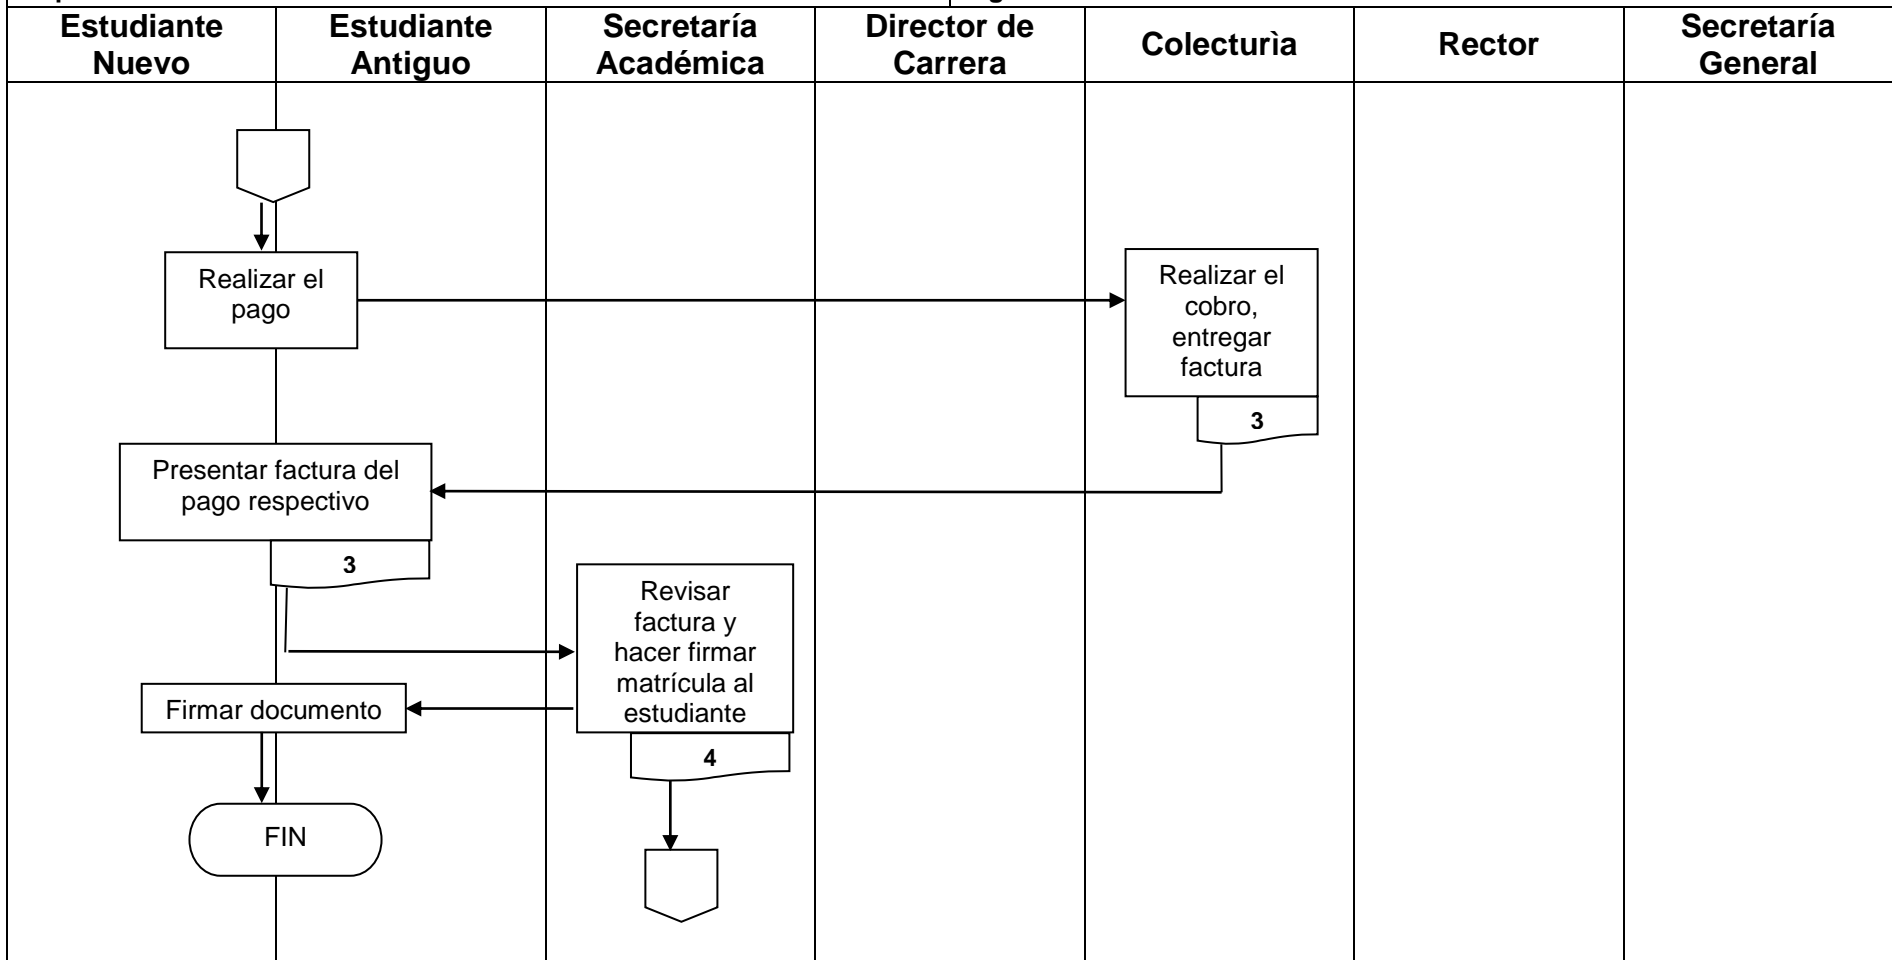 Estudiante
Nuevo
Estudiante
Antiguo
Secretaría
Académica
Director de
Carrera
Colecturìa
Rector
Secretaría
General
Realizar el
pago
Realizar el
cobro,
entregar
factura
3
Presentar factura del
pago respectivo
3
Revisar
factura y
hacer firmar
matrícula al
estudiante
4
Firmar documento
FIN